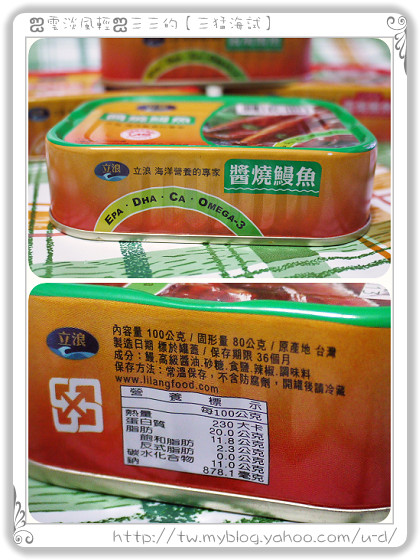 雲淡風輕 三三的【三猛海試】
立浪
立浪 海洋營養的專家
醬燒鰻魚
EPA・DHA・CA・OMEGA-3
立浪
內容量 100公克 / 固形量 80公克 / 原產地 台灣
製造日期 標於罐蓋 / 保存期限 36個月
成分：鰻.高級醬油.砂糖.食鹽.辣椒.調味料
保存方法：常溫保存，不含防腐劑，開罐後請冷藏
www.lilangfood.com
營養標示
每100公克
熱量 230 大卡
蛋白質 20.0 公克
脂肪 11.8 公克
飽和脂肪 2.3 公克
反式脂肪 0.0 公克
碳水化合物 11.0 公克
鈉 878.1 毫克
http://tw.myblog.yahoo.com/u-d/